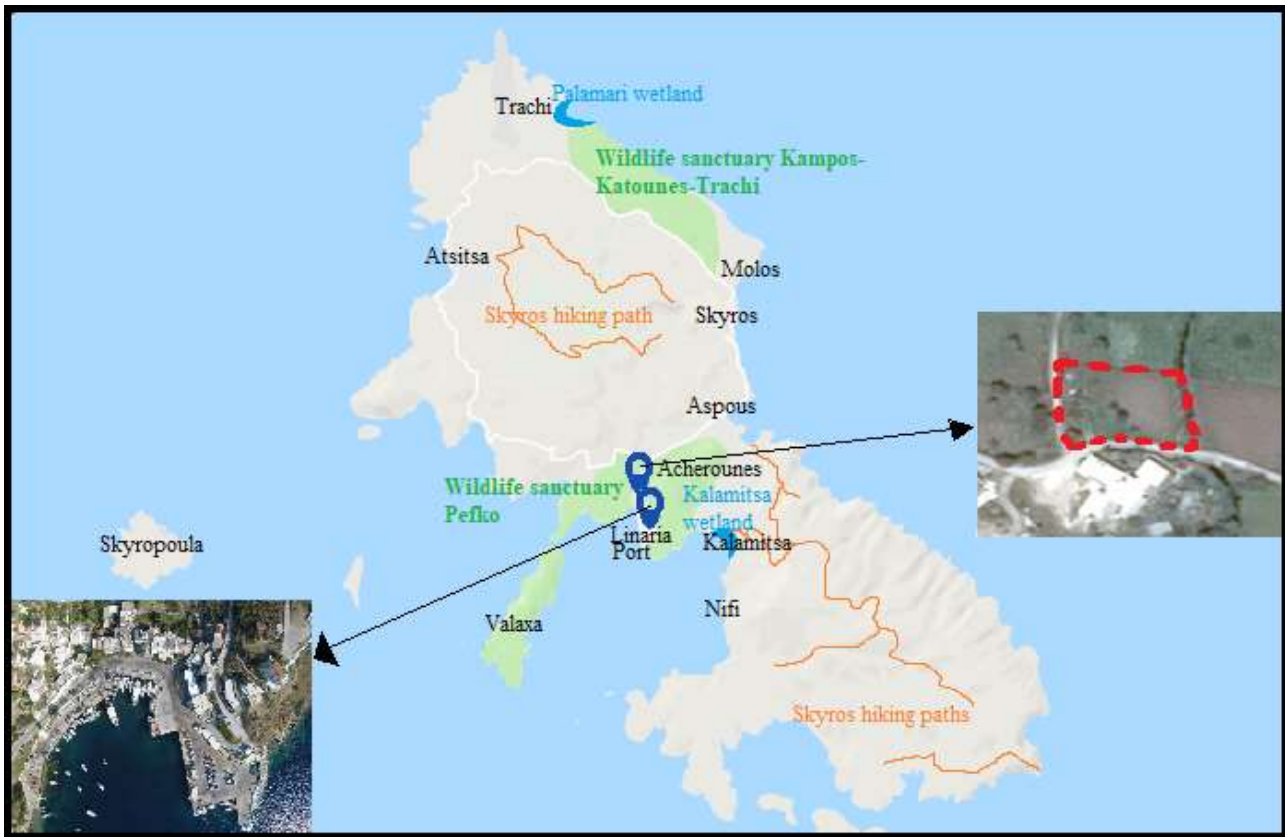 Palamari wetland
Trachi
Wildlife sanctuary Kampos-
Katounes-Trachi
Atsitsa
Molos
Skyros hiking path
Skyros
Aspous
Acherounes
Wildlife sanctuary
Pefko
Kalamitsa
wetland
Linaria
Port
Kalamitsa
Skyropoula
Nifi
Valaxa
Skyros hiking paths